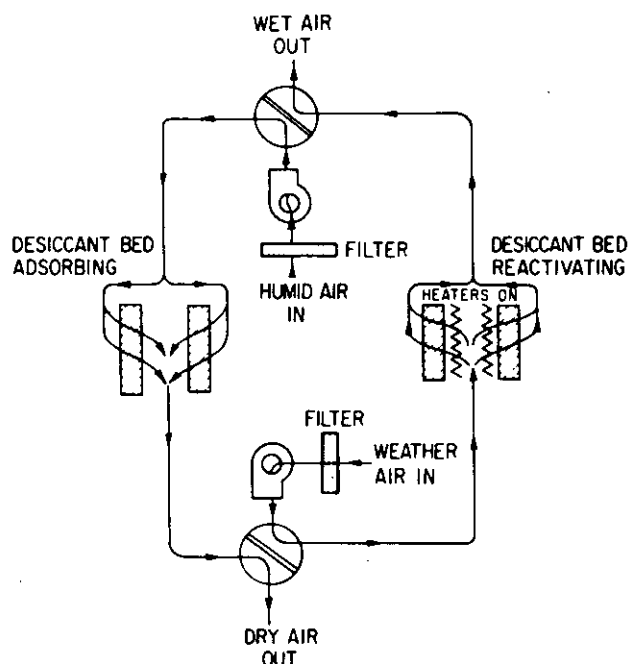 WET AIR
OUT
DESICCANT BED
ADSORBING
FILTER
HUMID AIR
IN
DESICCANT BED
REACTIVATING
HEATERS ON
FILTER
WEATHER
AIR IN
DRY AIR
OUT